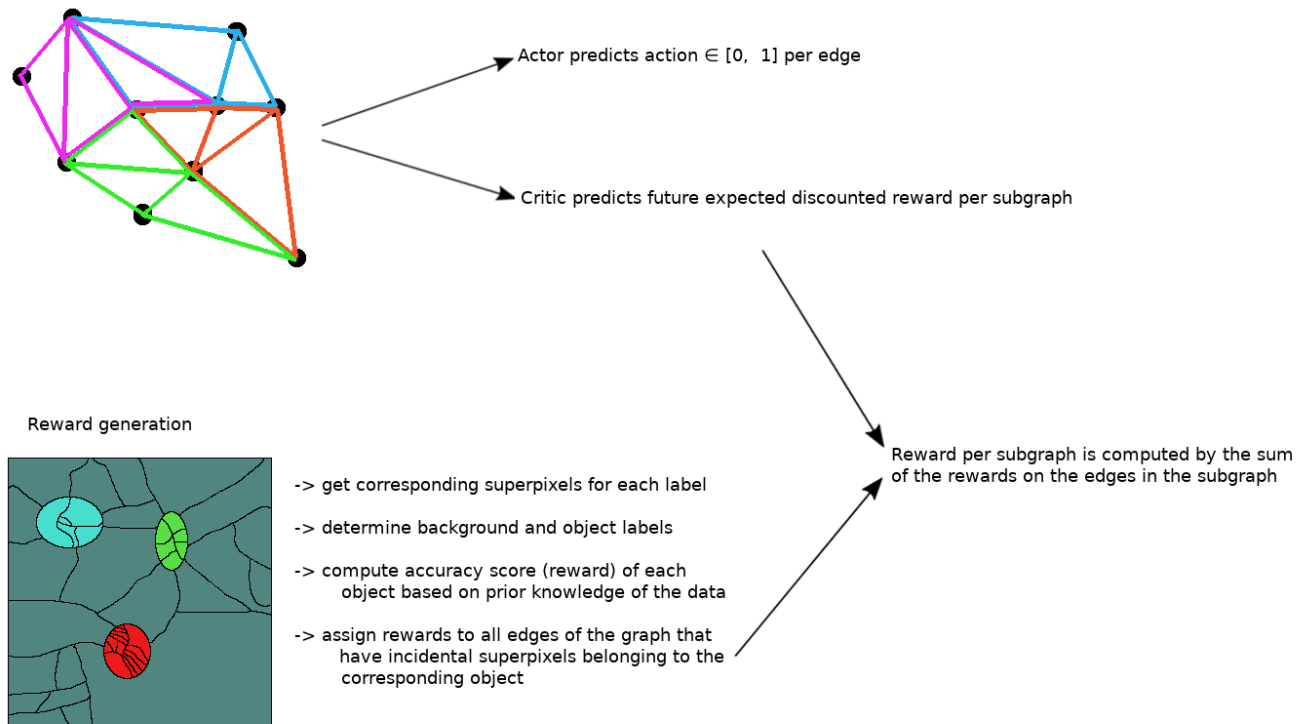 Actor predicts action ∈ [0, 1] per edge
Critic predicts future expected discounted reward per subgraph
Reward generation
-> get corresponding superpixels for each label
-> determine background and object labels
-> compute accuracy score (reward) of each
object based on prior knowledge of the data
-> assign rewards to all edges of the graph that
have incidental superpixels belonging to the
corresponding object
Reward per subgraph is computed by the sum
of the rewards on the edges in the subgraph